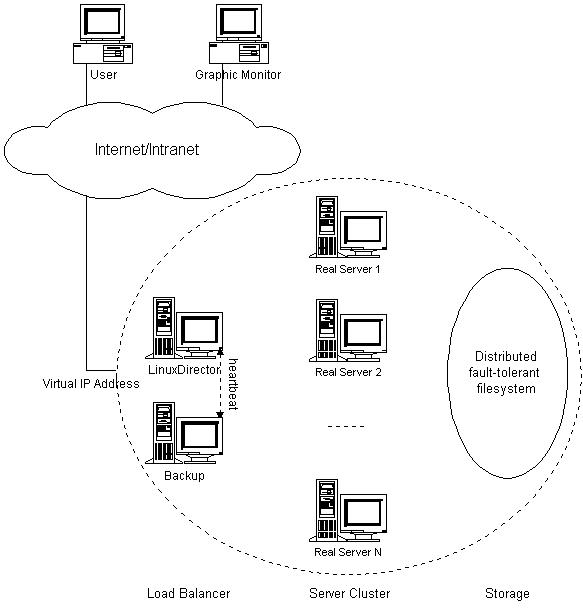 User
Graphic Monitor
Internet/Intranet
Real Server 1
LinuxDirector
Real Server 2
Virtual IP Address
heartbeat
Distributed
fault-tolerant
filesystem
Backup
Real Server N
Load Balancer
Server Cluster
Storage